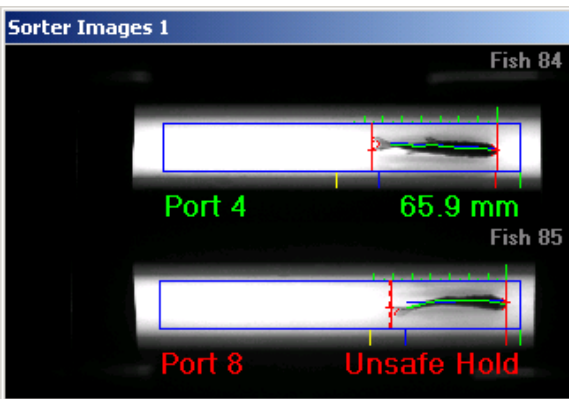 Sorter Images 1
Fish 84
Port 4 65.9 mm
Fish 85
Port 8 Unsafe Hold